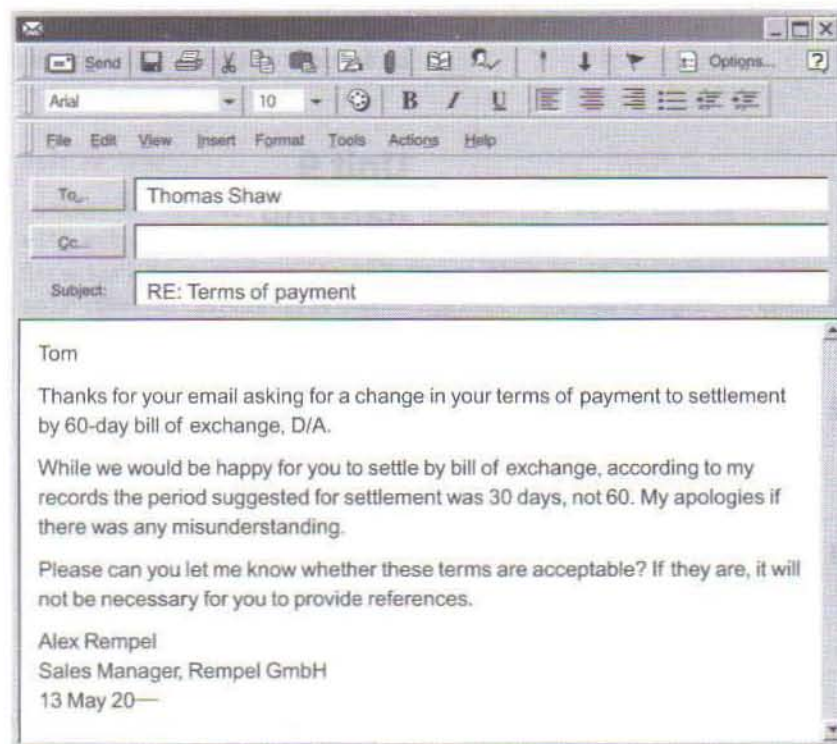 Send Options...
Arial 10 B I U
File Edit View Insert Format Tools Actions Help
To... Thomas Shaw
Cc...
Subject: RE: Terms of payment
Tom
Thanks for your email asking for a change in your terms of payment to settlement
by 60-day bill of exchange, D/A.
While we would be happy for you to settle by bill of exchange, according to my
records the period suggested for settlement was 30 days, not 60. My apologies if
there was any misunderstanding.
Please can you let me know whether these terms are acceptable? If they are, it will
not be necessary for you to provide references.
Alex Rempel
Sales Manager, Rempel GmbH
13 May 20—